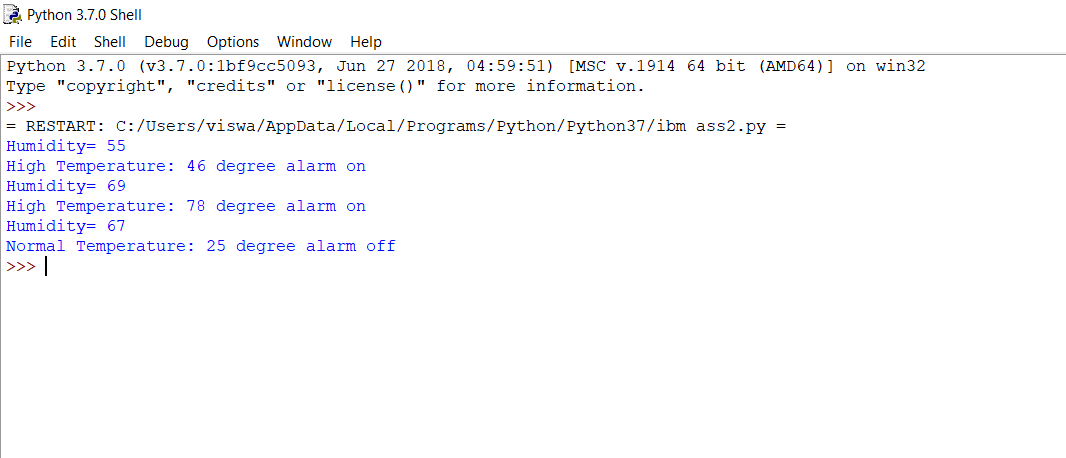 Python 3.7.0 Shell
File Edit Shell Debug Options Window Help
Python 3.7.0 (v3.7.0:1bf9cc5093, Jun 27 2018, 04:59:51) [MSC v.1914 64 bit (AMD64)] on win32
Type "copyright", "credits" or "license()" for more information.
>>>
= RESTART: C:/Users/viswa/AppData/Local/Programs/Python/Python37/ibm ass2.py =
Humidity= 55
High Temperature: 46 degree alarm on
Humidity= 69
High Temperature: 78 degree alarm on
Humidity= 67
Normal Temperature: 25 degree alarm off
>>>